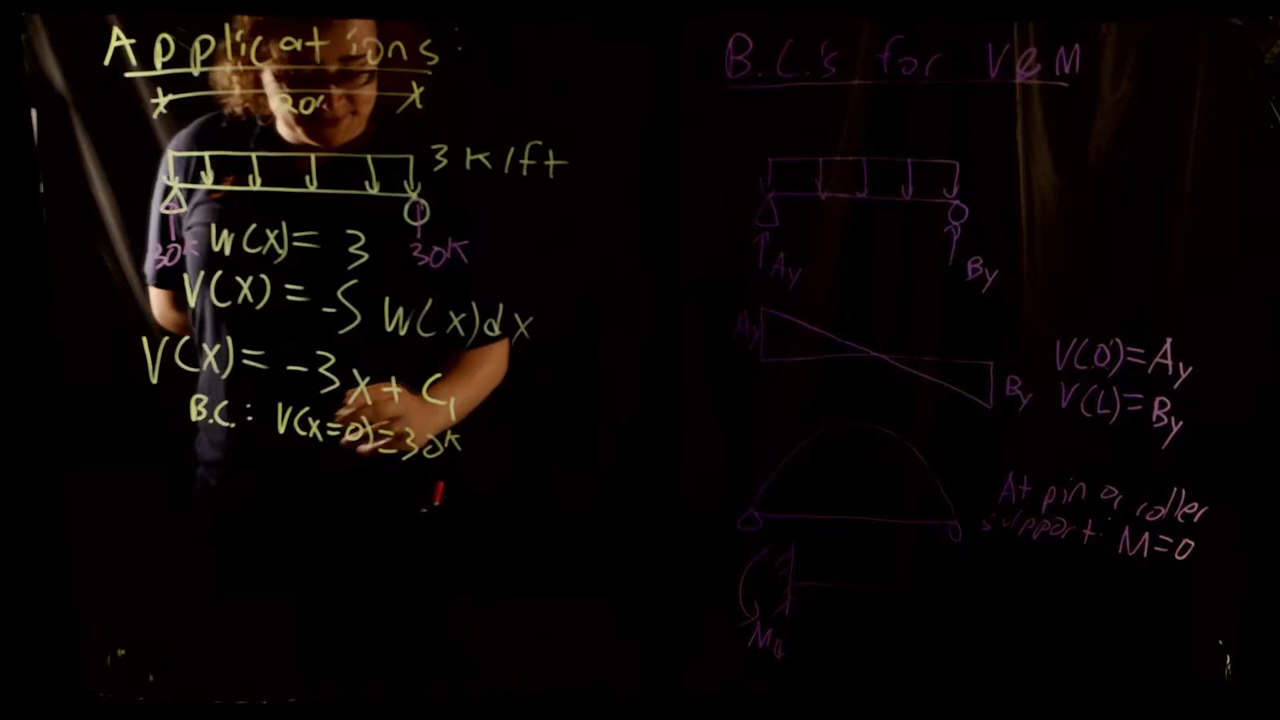 Applications:
20'
3 K/ft
30K
30K
W(x) = 3
V(x) = -∫ W(x)dx
V(x) = -3x + C₁
B.C.: V(x=0)=30K
B.C.'s for V & M
Ay
By
Ay
By
V(0)=Ay
V(L)=By
At pin or roller
support: M=0
MA